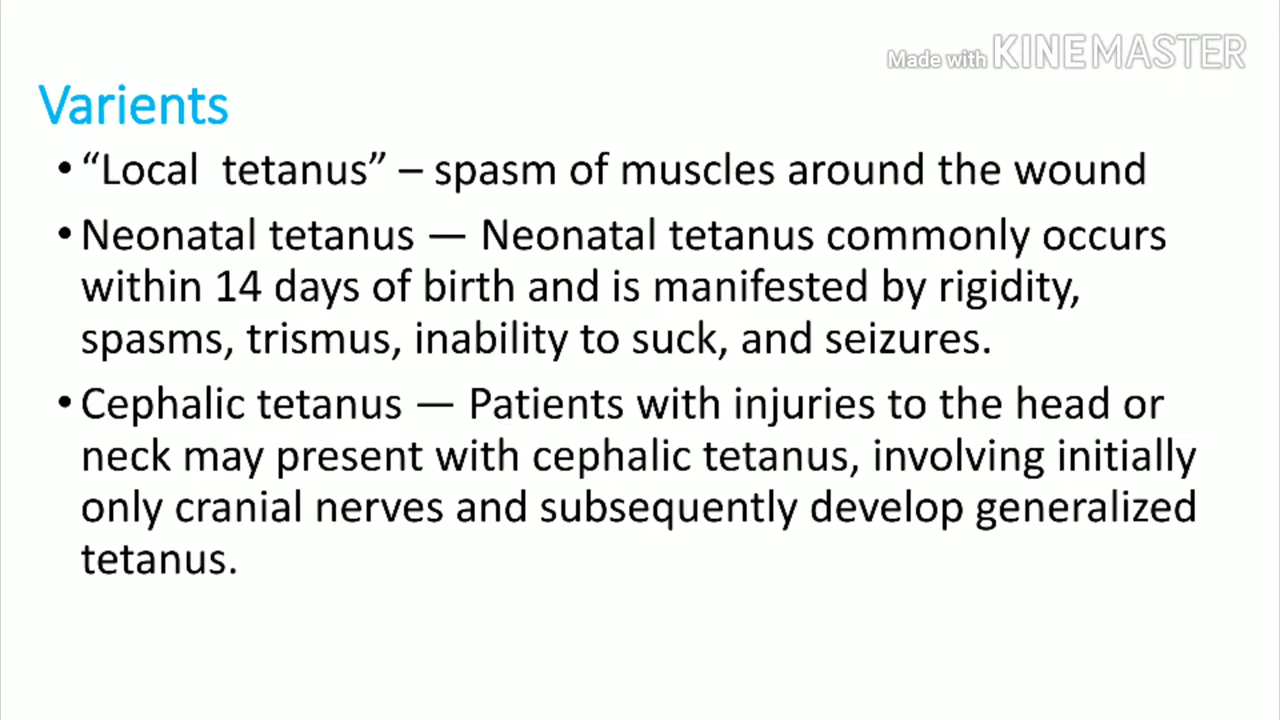 Made with KINEMASTER
Varients
• “Local  tetanus” – spasm of muscles around the wound
• Neonatal tetanus — Neonatal tetanus commonly occurs
within 14 days of birth and is manifested by rigidity,
spasms, trismus, inability to suck, and seizures.
• Cephalic tetanus — Patients with injuries to the head or
neck may present with cephalic tetanus, involving initially
only cranial nerves and subsequently develop generalized
tetanus.